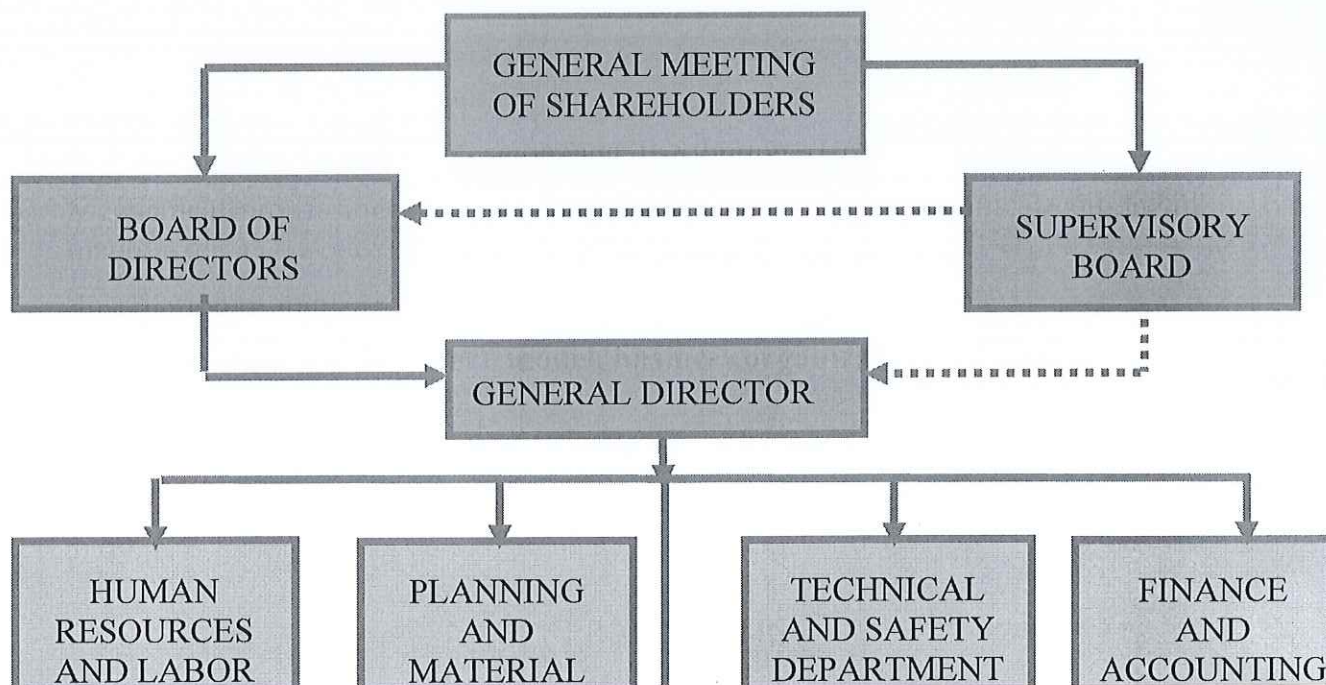 GENERAL MEETING
OF SHAREHOLDERS
BOARD OF
DIRECTORS
SUPERVISORY
BOARD
GENERAL DIRECTOR
HUMAN
RESOURCES
AND LABOR
PLANNING
AND
MATERIAL
TECHNICAL
AND SAFETY
DEPARTMENT
FINANCE
AND
ACCOUNTING